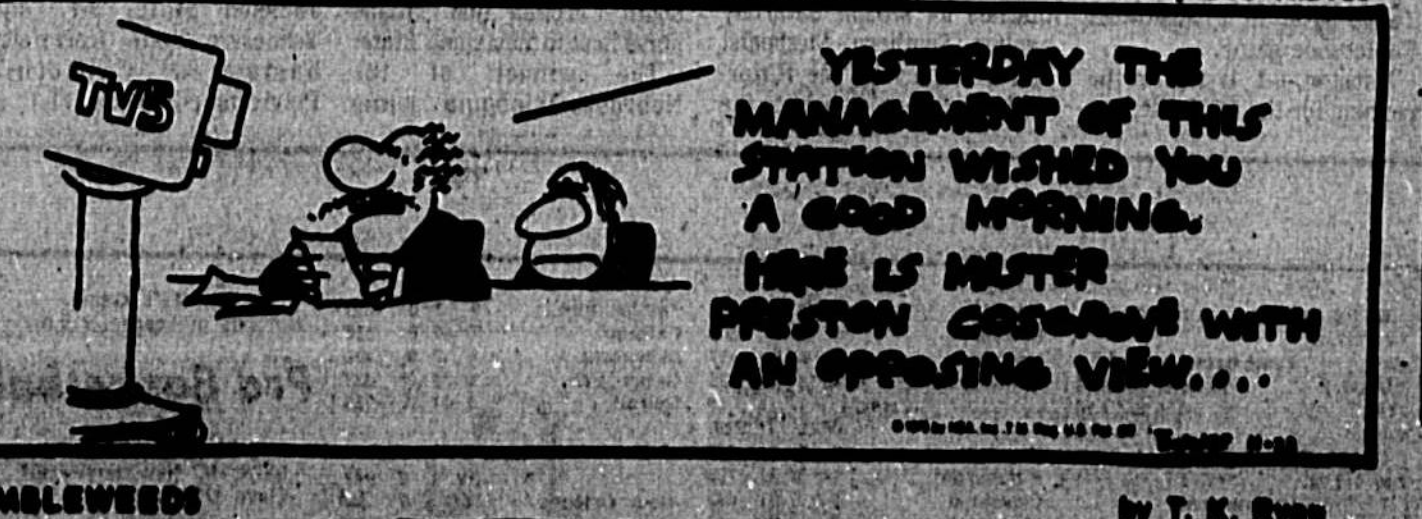 TV5
YESTERDAY THE
MANAGEMENT OF THIS
STATION WISHED YOU
A GOOD MORNING.
HERE IS MISTER
PRESTON COSGROVE WITH
AN OPPOSING VIEW....
MBLEWEEDS
by T. K. RYAN